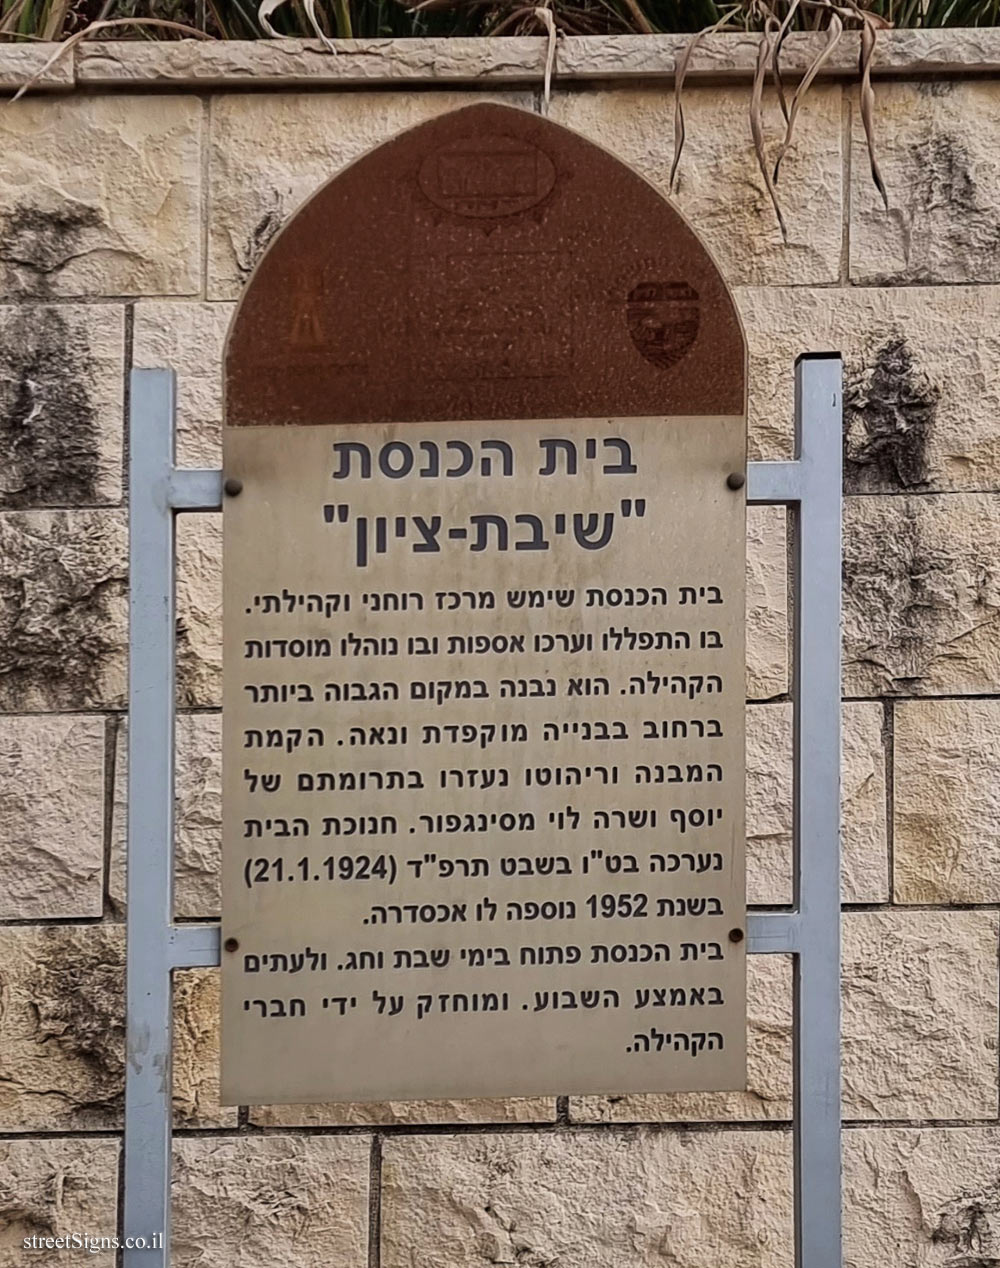 בית הכנסת
"שיבת-ציון"
בית הכנסת שימש מרכז רוחני וקהילתי.
בו התפללו וערכו אספות ובו נוהלו מוסדות
הקהילה. הוא נבנה במקום הגבוה ביותר
ברחוב בבנייה מוקפדת ונאה. הקמת
המבנה וריהוטו נעזרו בתרומתם של
יוסף ושרה לוי מסינגפור. חנוכת הבית
נערכה בט"ו בשבט תרפ"ד (21.1.1924)
בשנת 1952 נוספה לו אכסדרה.
בית הכנסת פתוח בימי שבת וחג. ולעתים
באמצע השבוע. ומוחזק על ידי חברי
הקהילה.
streetSigns.co.il